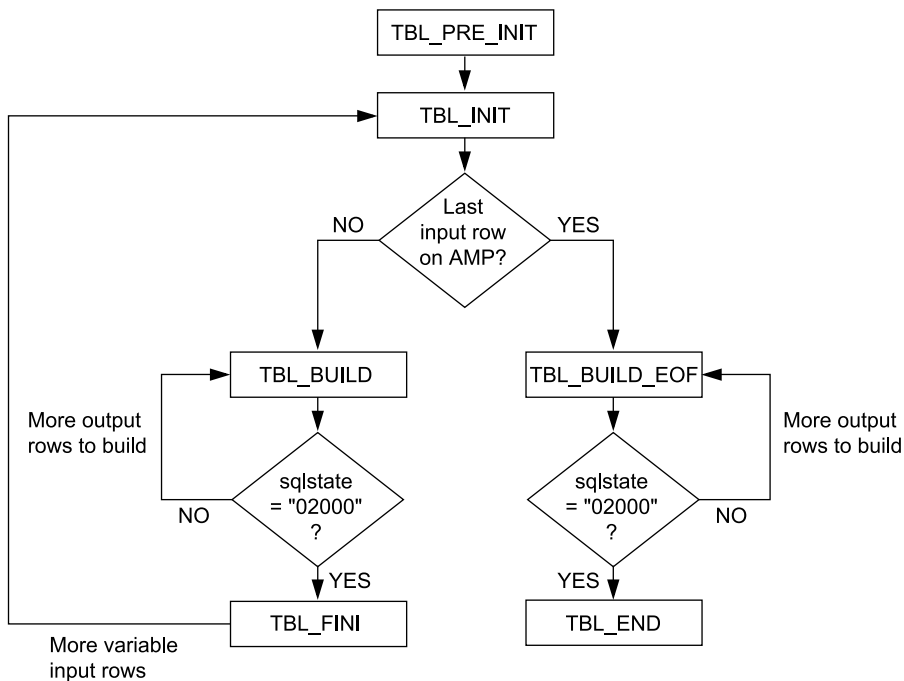 TBL_PRE_INIT
TBL_INIT
Last
input row
on AMP?
NO
YES
TBL_BUILD
TBL_BUILD_EOF
More output
rows to build
More output
rows to build
sqlstate
= "02000"
?
sqlstate
= "02000"
?
NO
NO
YES
YES
TBL_FINI
TBL_END
More variable
input rows